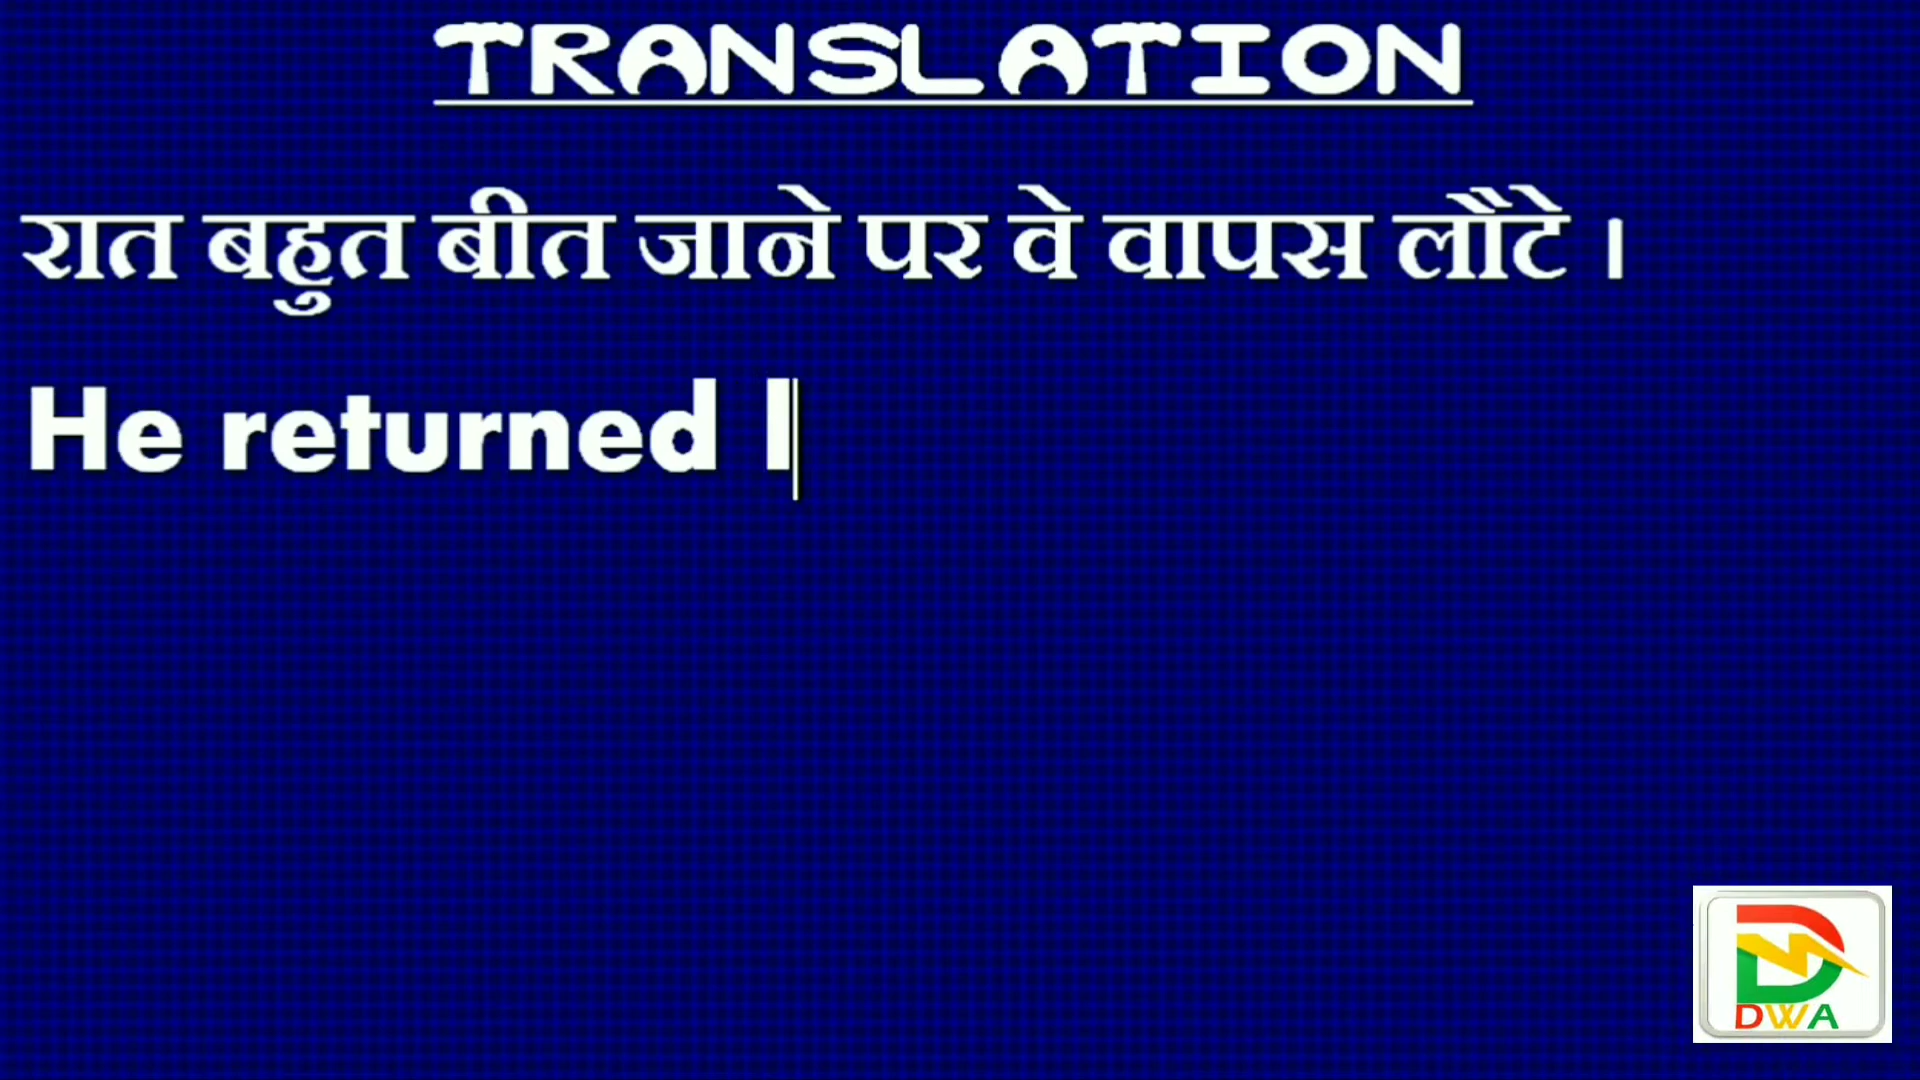 TRANSLATION
रात बहुत बीत जाने पर वे वापस लौटे ।
He returned l
DWA